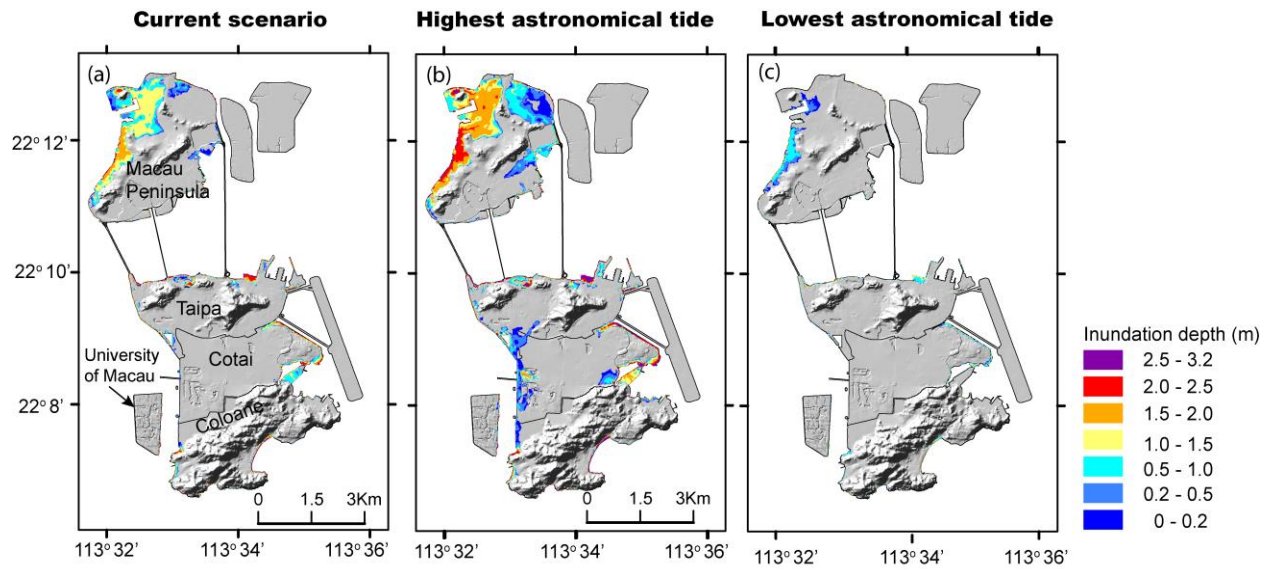 Current scenario
Highest astronomical tide
Lowest astronomical tide
(a)
(b)
(c)
22° 12'
22° 10'
22° 8'
Macau
Peninsula
Taipa
Cotai
Coloane
University
of Macau
0 1.5 3Km
0 1.5 3Km
Inundation depth (m)
2.5 - 3.2
2.0 - 2.5
1.5 - 2.0
1.0 - 1.5
0.5 - 1.0
0.2 - 0.5
0 - 0.2
113° 32' 113° 34' 113° 36'
113° 32' 113° 34' 113° 36'
113° 32' 113° 34' 113° 36'